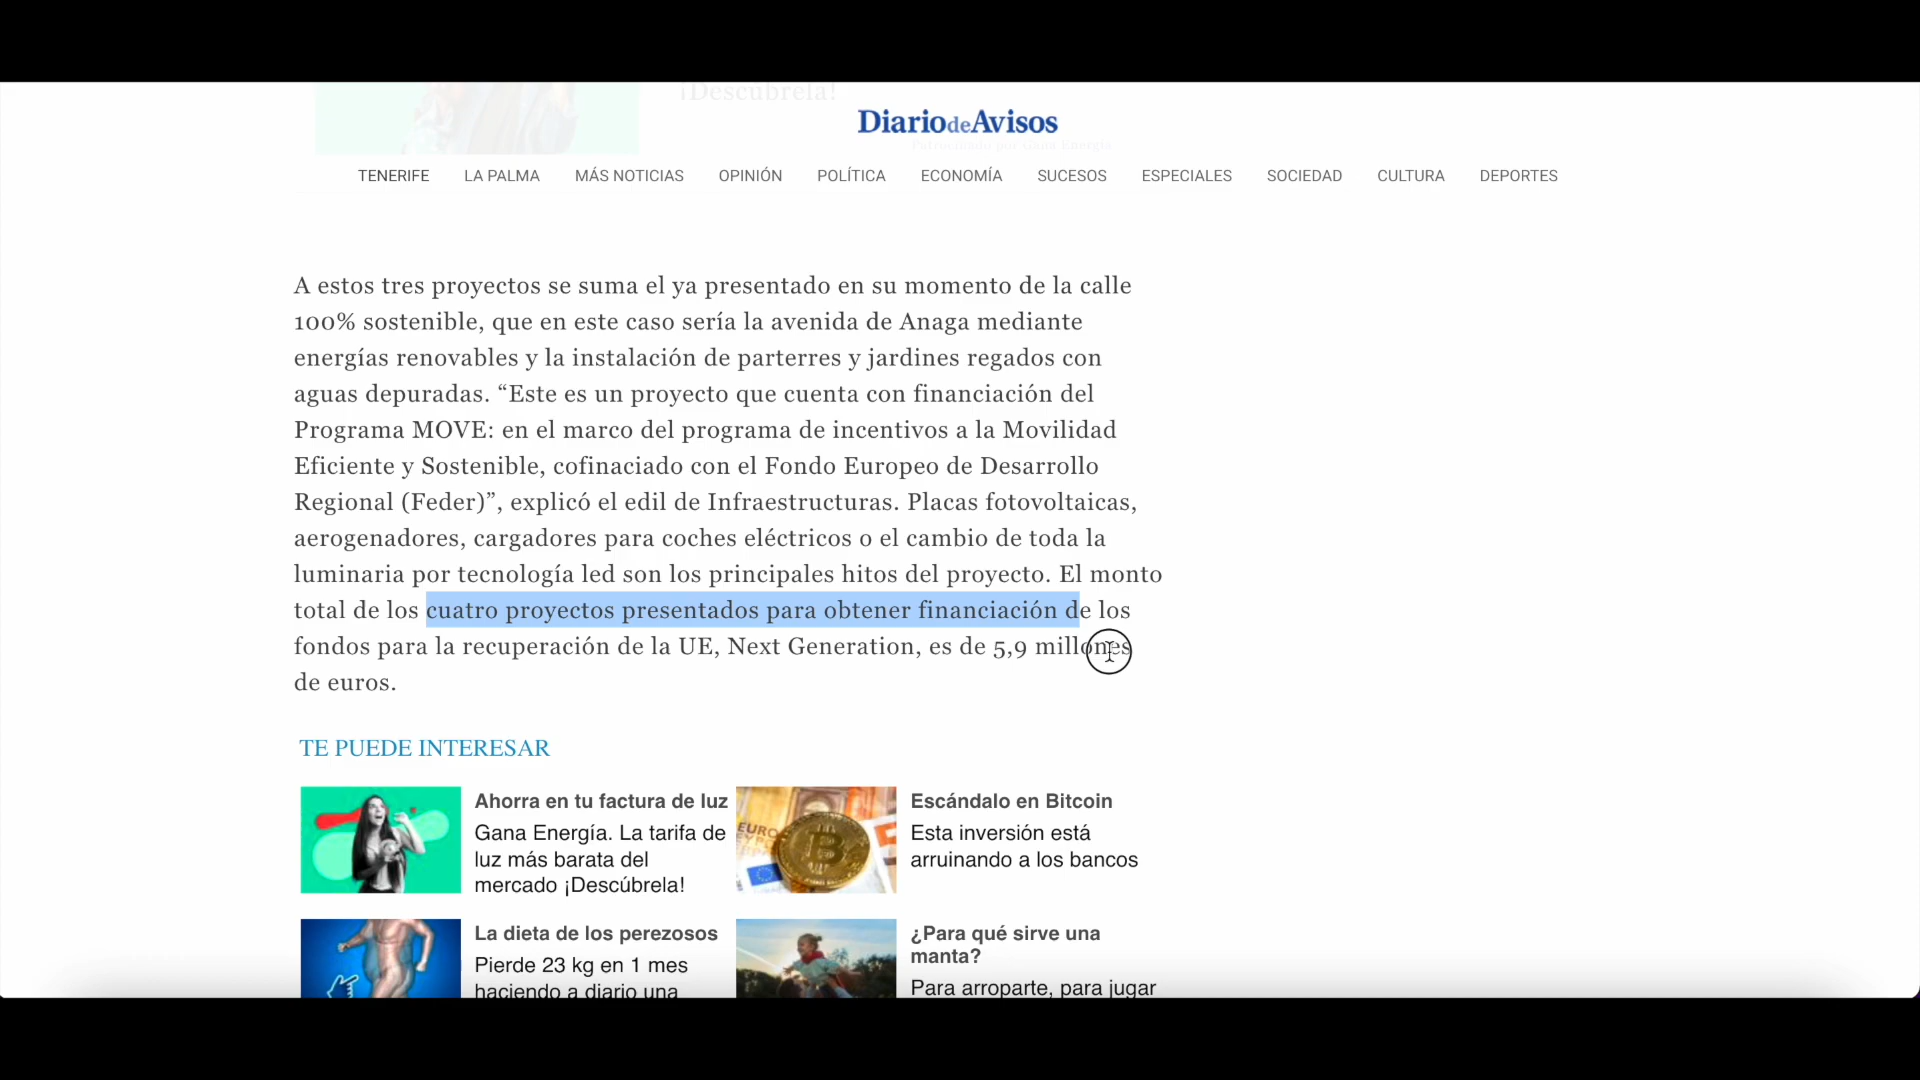 ¡Descúbrela!
DiariodeAvisos
Patrocinado por Gana Energía
TENERIFE LA PALMA MÁS NOTICIAS OPINIÓN POLÍTICA ECONOMÍA SUCESOS ESPECIALES SOCIEDAD CULTURA DEPORTES
A estos tres proyectos se suma el ya presentado en su momento de la calle
100% sostenible, que en este caso sería la avenida de Anaga mediante
energías renovables y la instalación de parterres y jardines regados con
aguas depuradas. “Este es un proyecto que cuenta con financiación del
Programa MOVE: en el marco del programa de incentivos a la Movilidad
Eficiente y Sostenible, cofinaciado con el Fondo Europeo de Desarrollo
Regional (Feder)”, explicó el edil de Infraestructuras. Placas fotovoltaicas,
aerogenadores, cargadores para coches eléctricos o el cambio de toda la
luminaria por tecnología led son los principales hitos del proyecto. El monto
total de los cuatro proyectos presentados para obtener financiación de los
fondos para la recuperación de la UE, Next Generation, es de 5,9 millones
de euros.
TE PUEDE INTERESAR
Ahorra en tu factura de luz
Gana Energía. La tarifa de
luz más barata del
mercado ¡Descúbrela!
EURO
Escándalo en Bitcoin
Esta inversión está
arruinando a los bancos
La dieta de los perezosos
Pierde 23 kg en 1 mes
haciendo a diario una
¿Para qué sirve una
manta?
Para arroparte, para jugar